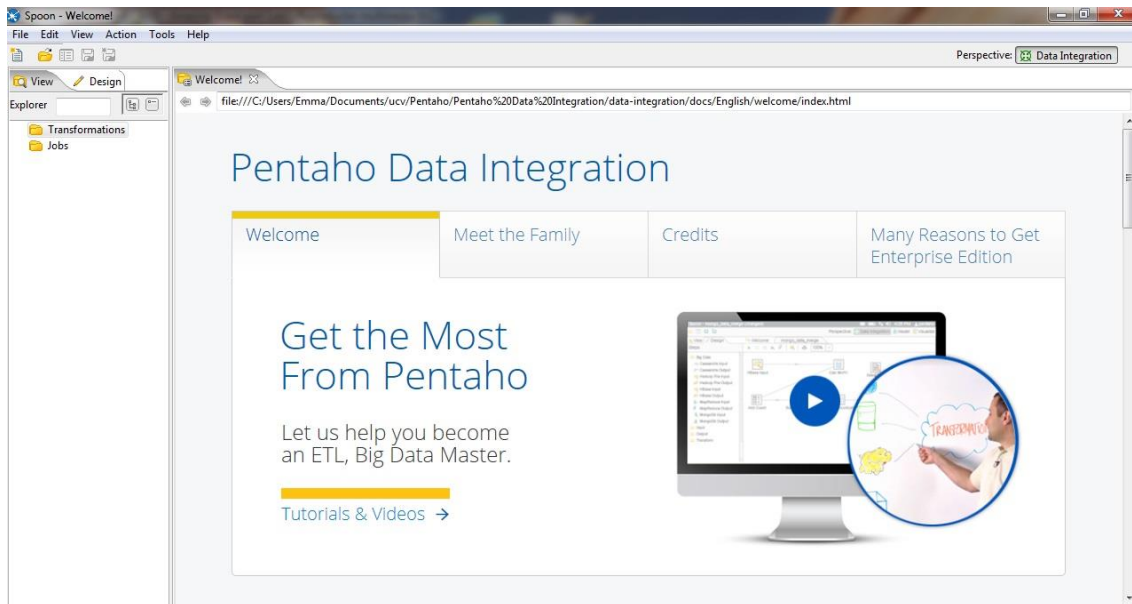 Spoon - Welcome!
File Edit View Action Tools Help
Perspective: Data Integration
View Design
Welcome!
Explorer
file:///C:/Users/Emma/Documents/ucv/Pentaho/Pentaho%20Data%20Integration/data-integration/docs/English/welcome/index.html
Transformations
Jobs
Pentaho Data Integration
Welcome
Meet the Family
Credits
Many Reasons to Get
Enterprise Edition
Get the Most
From Pentaho
Let us help you become
an ETL, Big Data Master.
Tutorials & Videos →